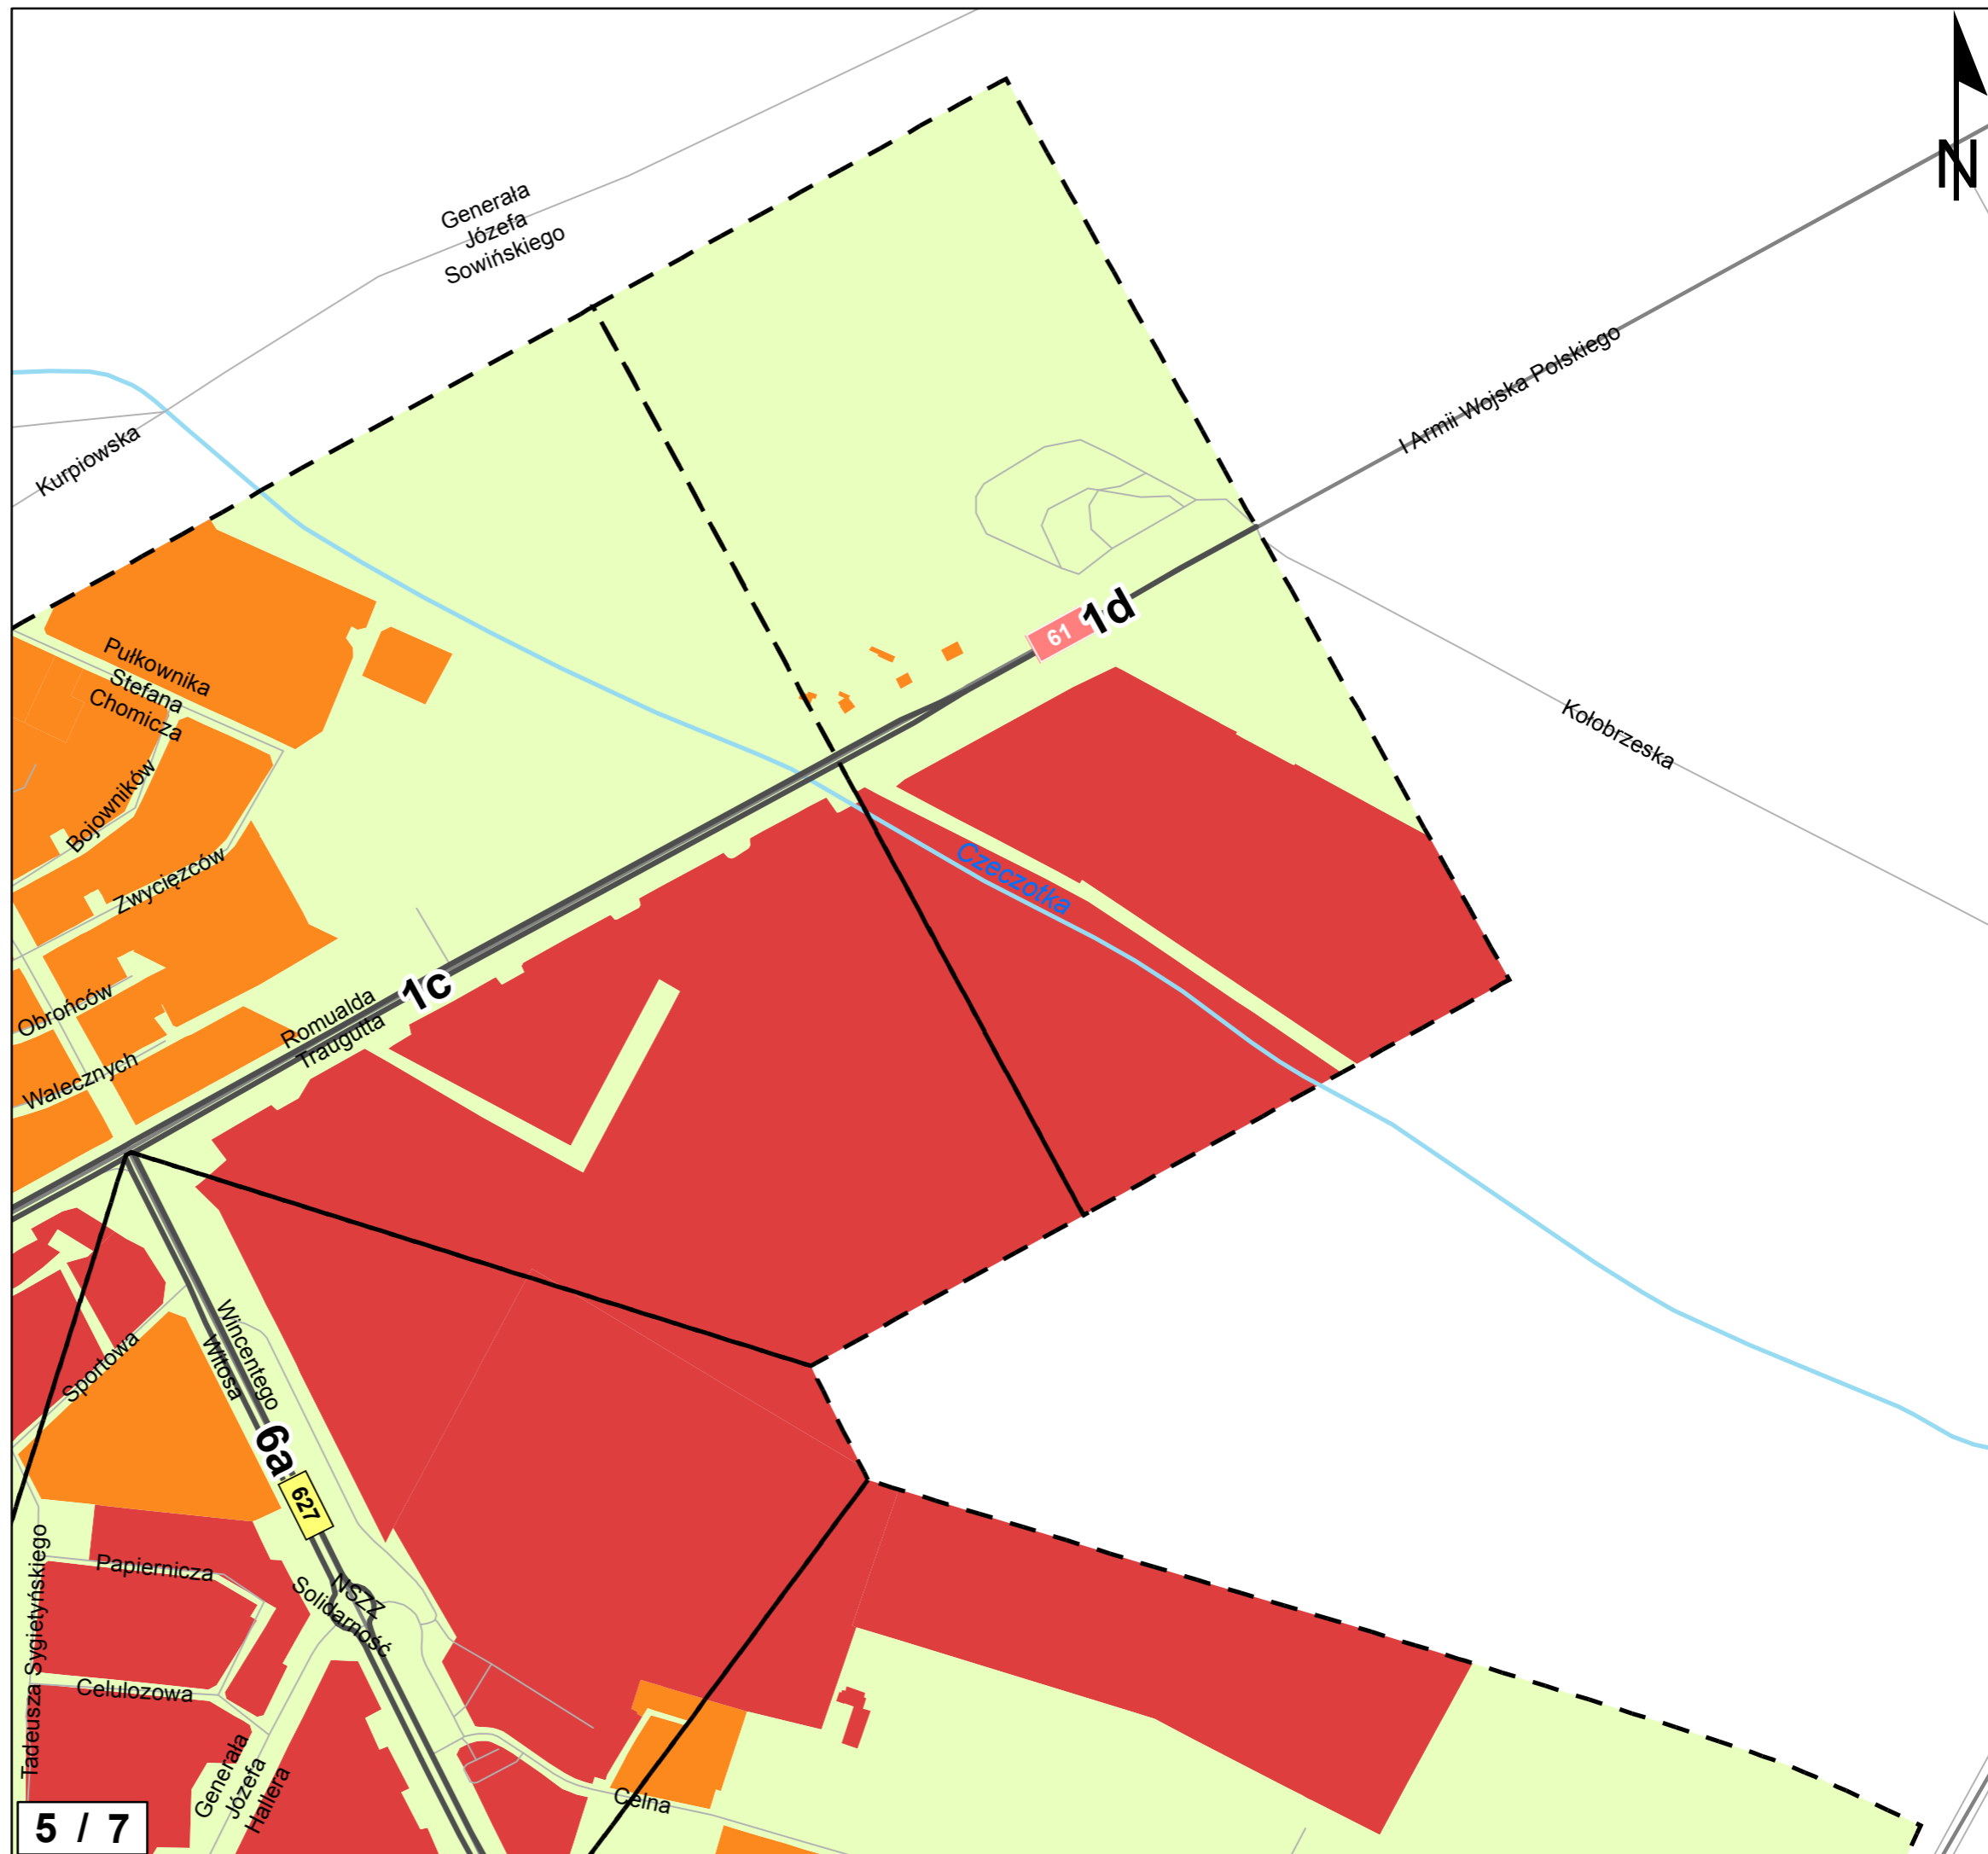 N
Generała
Józefa
Sowińskiego
I Armii Wojska Polskiego
Kurpiowska
61
1d
Pułkownika
Stefana
Chomicza
Kołobrzeska
Bojowników
Zwycięzców
Czeczotka
1c
Obrońców
Romualda
Traugutta
Walecznych
Wincentego
Witosa
Sportowa
6a
627
Tadeusza Sygietyńskiego
Papiernicza
NSZZ
Solidarność
Celulozowa
Generała
Józefa
Hallera
Celna
5 / 7